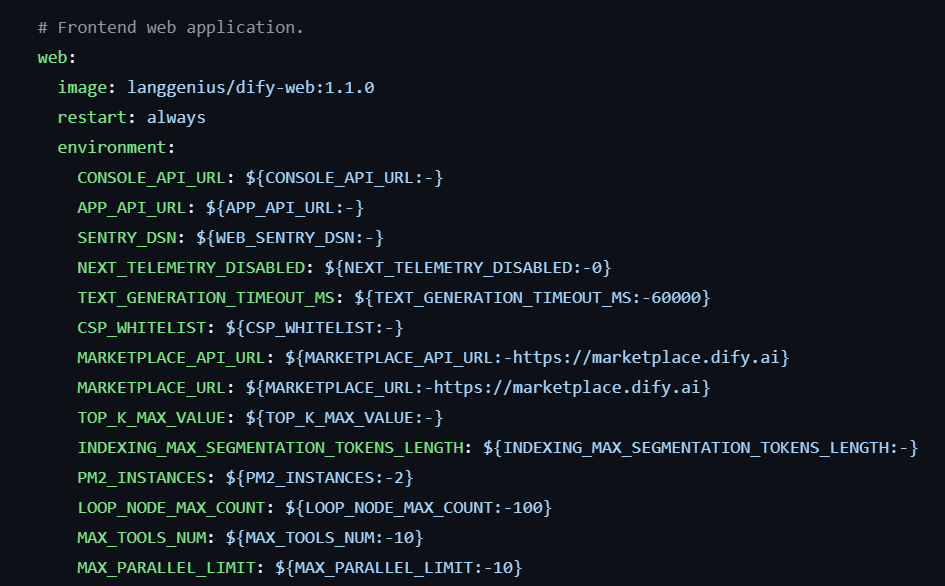 # Frontend web application.
web:
image: langgenius/dify-web:1.1.0
restart: always
environment:
CONSOLE_API_URL: ${CONSOLE_API_URL:-}
APP_API_URL: ${APP_API_URL:-}
SENTRY_DSN: ${WEB_SENTRY_DSN:-}
NEXT_TELEMETRY_DISABLED: ${NEXT_TELEMETRY_DISABLED:-0}
TEXT_GENERATION_TIMEOUT_MS: ${TEXT_GENERATION_TIMEOUT_MS:-60000}
CSP_WHITELIST: ${CSP_WHITELIST:-}
MARKETPLACE_API_URL: ${MARKETPLACE_API_URL:-https://marketplace.dify.ai}
MARKETPLACE_URL: ${MARKETPLACE_URL:-https://marketplace.dify.ai}
TOP_K_MAX_VALUE: ${TOP_K_MAX_VALUE:-}
INDEXING_MAX_SEGMENTATION_TOKENS_LENGTH: ${INDEXING_MAX_SEGMENTATION_TOKENS_LENGTH:-}
PM2_INSTANCES: ${PM2_INSTANCES:-2}
LOOP_NODE_MAX_COUNT: ${LOOP_NODE_MAX_COUNT:-100}
MAX_TOOLS_NUM: ${MAX_TOOLS_NUM:-10}
MAX_PARALLEL_LIMIT: ${MAX_PARALLEL_LIMIT:-10}